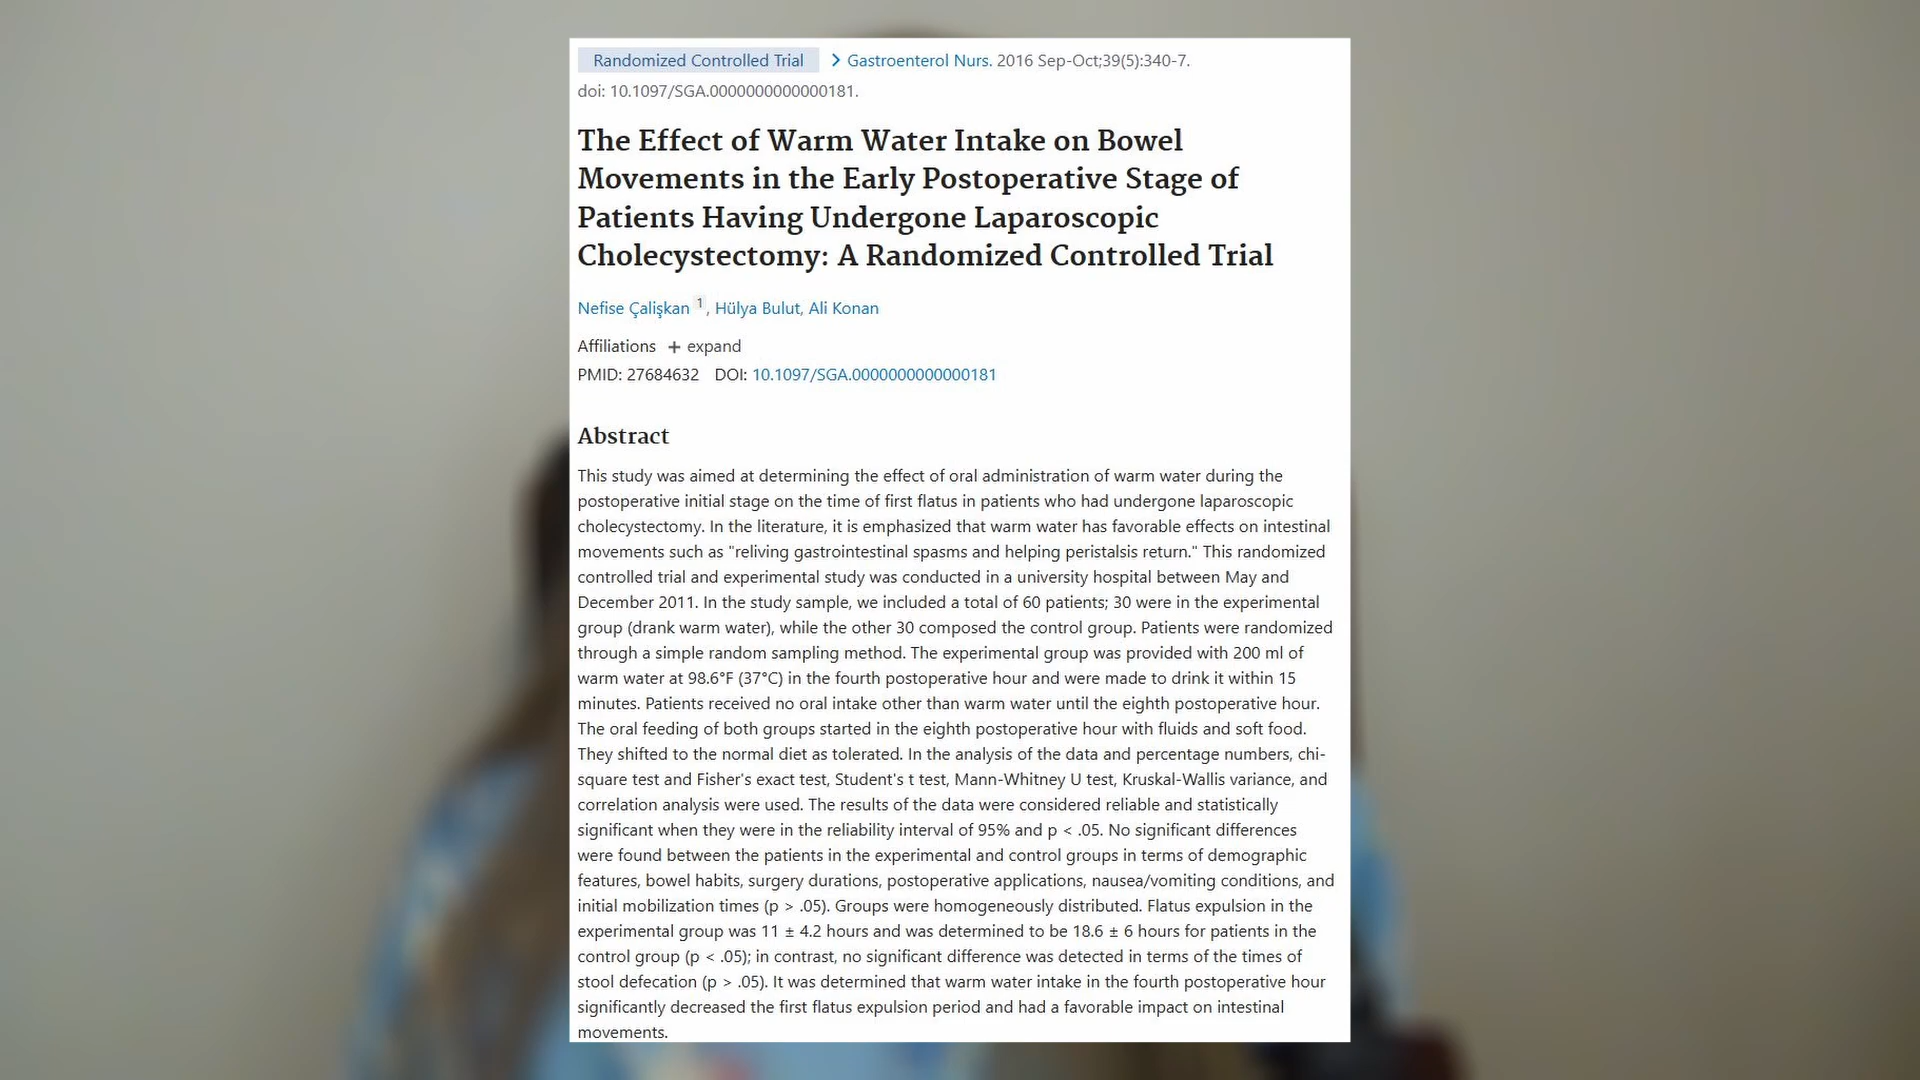 Randomized Controlled Trial > Gastroenterol Nurs. 2016 Sep-Oct;39(5):340-7.
doi: 10.1097/SGA.0000000000000181.
The Effect of Warm Water Intake on Bowel
Movements in the Early Postoperative Stage of
Patients Having Undergone Laparoscopic
Cholecystectomy: A Randomized Controlled Trial
Nefise Çalişkan 1, Hülya Bulut, Ali Konan
Affiliations + expand
PMID: 27684632 DOI: 10.1097/SGA.0000000000000181
Abstract
This study was aimed at determining the effect of oral administration of warm water during the
postoperative initial stage on the time of first flatus in patients who had undergone laparoscopic
cholecystectomy. In the literature, it is emphasized that warm water has favorable effects on intestinal
movements such as "reliving gastrointestinal spasms and helping peristalsis return." This randomized
controlled trial and experimental study was conducted in a university hospital between May and
December 2011. In the study sample, we included a total of 60 patients; 30 were in the experimental
group (drank warm water), while the other 30 composed the control group. Patients were randomized
through a simple random sampling method. The experimental group was provided with 200 ml of
warm water at 98.6°F (37°C) in the fourth postoperative hour and were made to drink it within 15
minutes. Patients received no oral intake other than warm water until the eighth postoperative hour.
The oral feeding of both groups started in the eighth postoperative hour with fluids and soft food.
They shifted to the normal diet as tolerated. In the analysis of the data and percentage numbers, chi-
square test and Fisher's exact test, Student's t test, Mann-Whitney U test, Kruskal-Wallis variance, and
correlation analysis were used. The results of the data were considered reliable and statistically
significant when they were in the reliability interval of 95% and p < .05. No significant differences
were found between the patients in the experimental and control groups in terms of demographic
features, bowel habits, surgery durations, postoperative applications, nausea/vomiting conditions, and
initial mobilization times (p > .05). Groups were homogeneously distributed. Flatus expulsion in the
experimental group was 11 ± 4.2 hours and was determined to be 18.6 ± 6 hours for patients in the
control group (p < .05); in contrast, no significant difference was detected in terms of the times of
stool defecation (p > .05). It was determined that warm water intake in the fourth postoperative hour
significantly decreased the first flatus expulsion period and had a favorable impact on intestinal
movements.